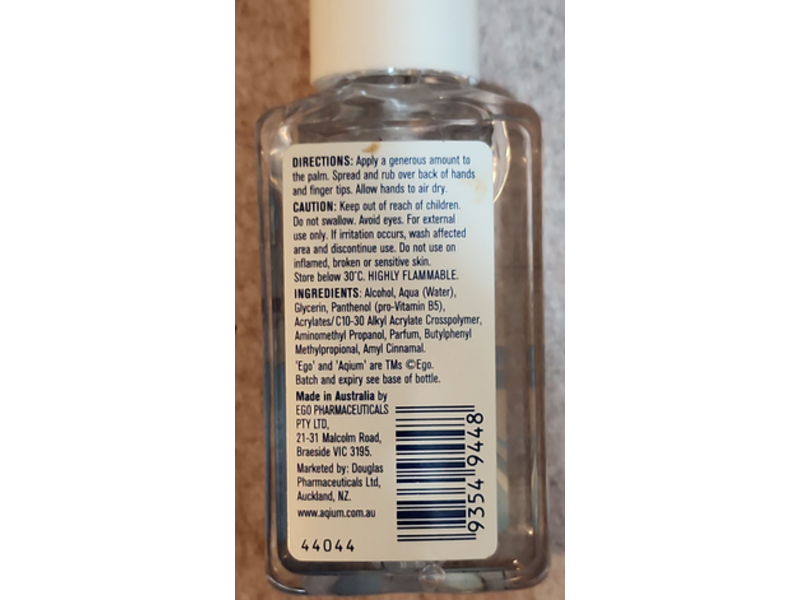 DIRECTIONS: Apply a generous amount to
the palm. Spread and rub over back of hands
and finger tips. Allow hands to air dry.
CAUTION: Keep out of reach of children.
Do not swallow. Avoid eyes. For external
use only. If irritation occurs, wash affected
area and discontinue use. Do not use on
inflamed, broken or sensitive skin.
Store below 30°C. HIGHLY FLAMMABLE.
INGREDIENTS: Alcohol, Aqua (Water),
Glycerin, Panthenol (pro-Vitamin B5),
Acrylates/C10-30 Alkyl Acrylate Crosspolymer,
Aminomethyl Propanol, Parfum, Butylphenyl
Methylpropional, Amyl Cinnamal.
'Ego' and 'Aqium' are TMs ©Ego.
Batch and expiry see base of bottle.
Made in Australia by
EGO PHARMACEUTICALS
PTY LTD,
21-31 Malcolm Road,
Braeside VIC 3195.
Marketed by: Douglas
Pharmaceuticals Ltd,
Auckland, NZ.
www.aqium.com.au
44044
9354 9448